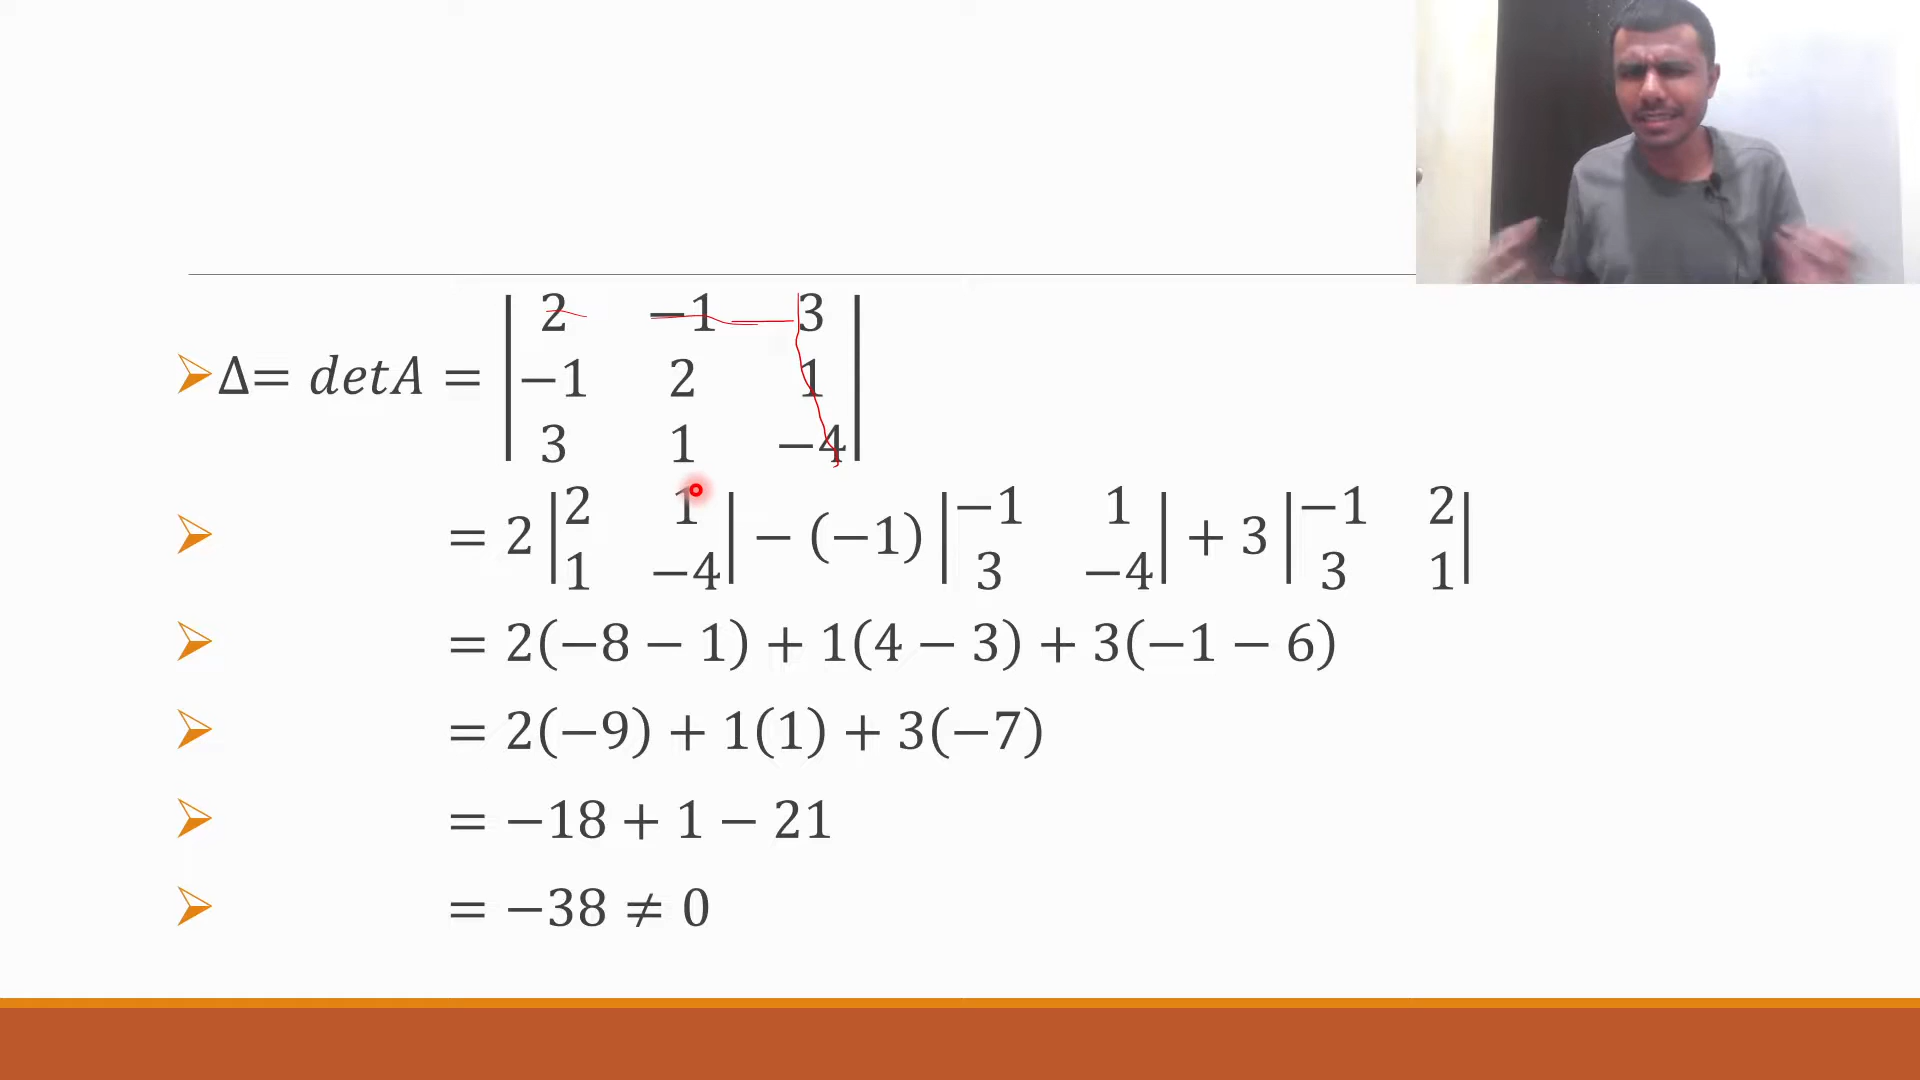 Δ= detA = | 2 −1 3 |
| −1 2 1 |
| 3 1 −4 |
= 2 |2 1| − (−1) |−1 1| + 3 |−1 2|
|1 −4| |3 −4| |3 1|
= 2(−8 − 1) + 1(4 − 3) + 3(−1 − 6)
= 2(−9) + 1(1) + 3(−7)
= −18 + 1 − 21
= −38 ≠ 0